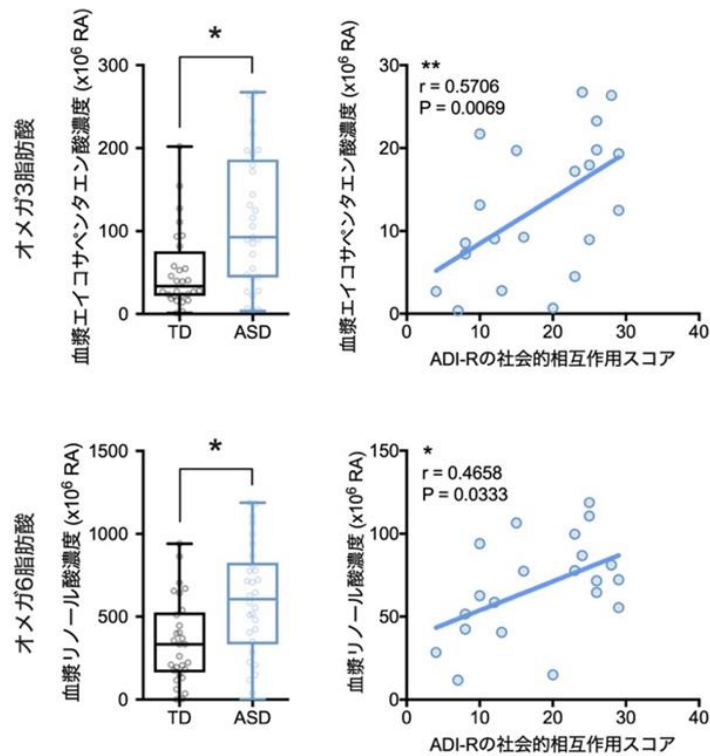 オメガ3脂肪酸
血漿エイコサペンタエン酸濃度 (x10⁶ RA)
300
200
100
0
*
TD
ASD
血漿エイコサペンタエン酸濃度 (x10⁶ RA)
30
20
10
0
**
r = 0.5706
P = 0.0069
0
10
20
30
40
ADI-Rの社会的相互作用スコア
オメガ6脂肪酸
血漿リノール酸濃度 (x10⁶ RA)
1500
1000
500
0
*
TD
ASD
血漿リノール酸濃度 (x10⁶ RA)
150
100
50
0
*
r = 0.4658
P = 0.0333
0
10
20
30
40
ADI-Rの社会的相互作用スコア